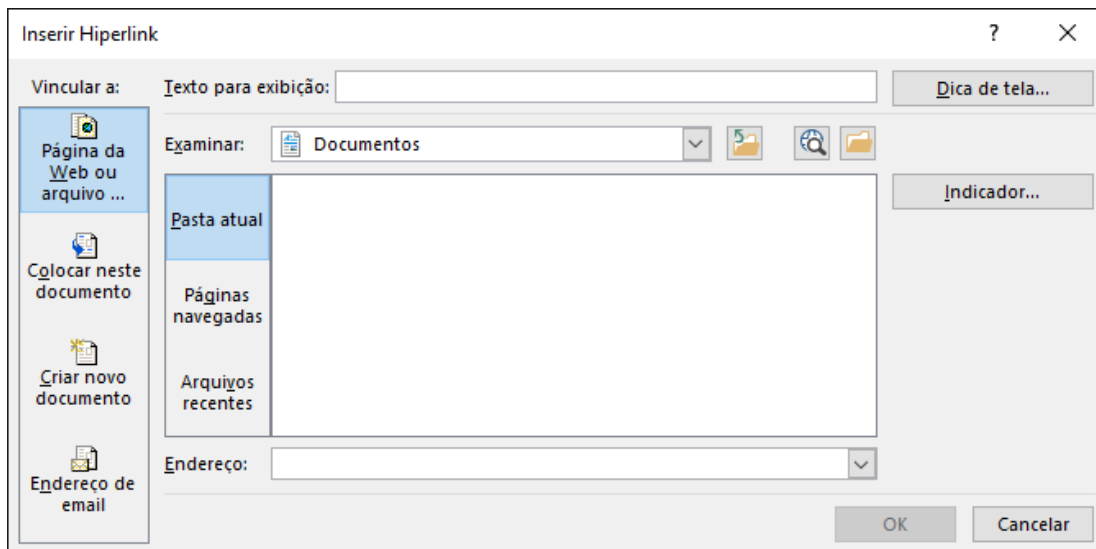 Inserir Hiperlink
?
Vincular a:
Texto para exibição:
Dica de tela...
Página da
Web ou
arquivo ...
Examinar:
Documentos
Indicador...
Pasta atual
Colocar neste
documento
Páginas
navegadas
Criar novo
documento
Arquivos
recentes
Endereço de
email
Endereço:
OK
Cancelar